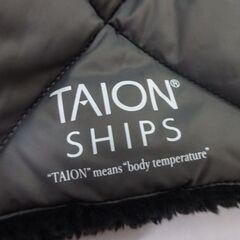 TAION®
SHIPS
“TAION” means “body temperature”